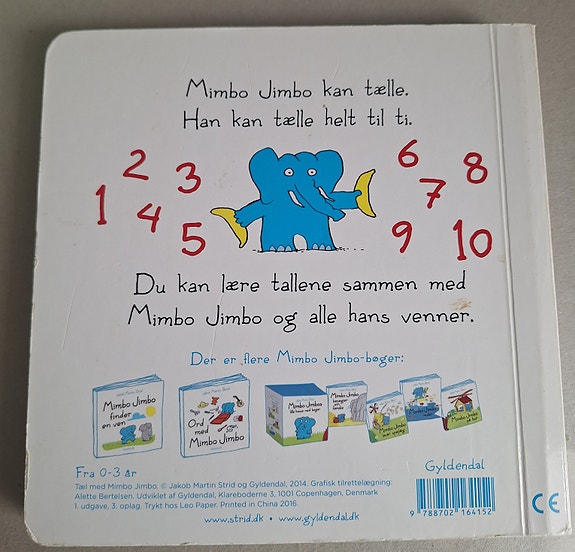 Mimbo Jimbo kan tælle.
Han kan tælle helt til ti.
1 2 3 4 5
6 7 8 9 10
Du kan lære tallene sammen med
Mimbo Jimbo og alle hans venner.
Der er flere Mimbo Jimbo-bøger:
Mimbo Jimbo
finder
en ven
Ord
med
Mimbo Jimbo
Fra 0-3 år
Gyldendal
Tæl med Mimbo Jimbo. © Jakob Martin Strid og Gyldendal, 2014. Grafisk tilrettelægning:
Alette Bertelsen. Udviklet af Gyldendal, Klareboderne 3, 1001 Copenhagen, Denmark
1. udgave, 3. oplag. Trykt hos Leo Paper. Printed in China 2016.
www.strid.dk • www.gyldendal.dk
9 788702 164152
CE